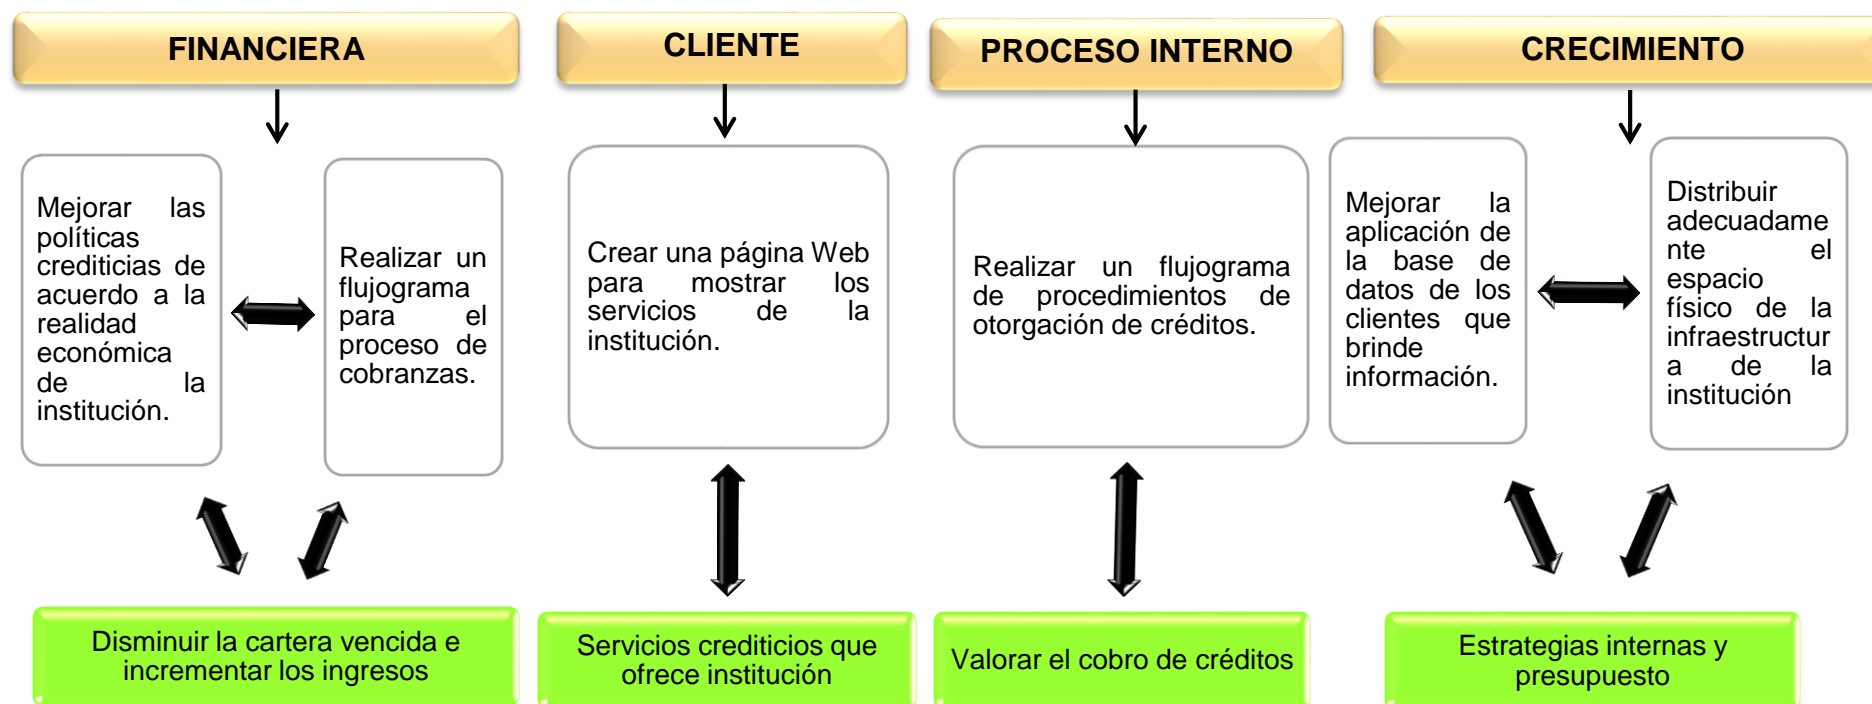 FINANCIERA
CLIENTE
PROCESO INTERNO
CRECIMIENTO
Mejorar las
políticas
crediticias de
acuerdo a la
realidad
económica
de la
institución.
Realizar un
flujograma
para el
proceso de
cobranzas.
Crear una página Web
para mostrar los
servicios de la
institución.
Realizar un flujograma
de procedimientos de
otorgación de créditos.
Mejorar la
aplicación de
la base de
datos de los
clientes que
brinde
información.
Distribuir
adecuadame
nte el
espacio
físico de la
infraestructur
a de la
institución
Disminuir la cartera vencida e
incrementar los ingresos
Servicios crediticios que
ofrece institución
Valorar el cobro de créditos
Estrategias internas y
presupuesto